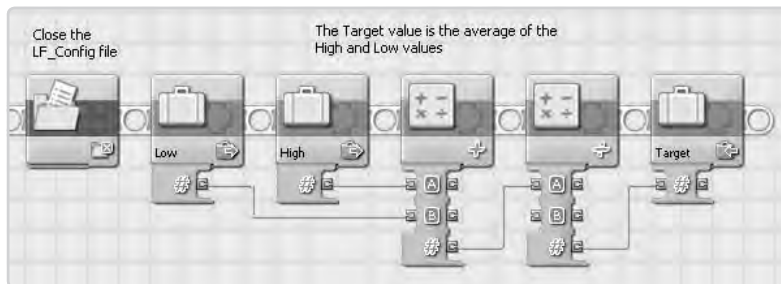 Close the
LF_Config file
The Target value is the average of the
High and Low values
Low
High
Target
#
#
A
B
#
A
B
#
#